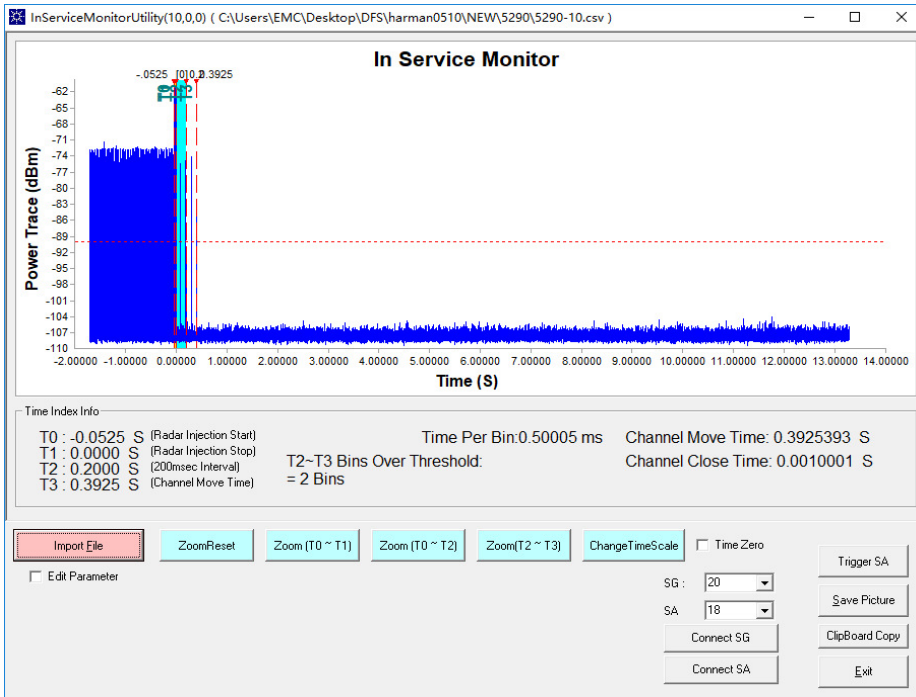 InServiceMonitorUtility(10,0,0) ( C:\Users\EMC\Desktop\DFS\harman0510\NEW\5290\5290-10.csv )
In Service Monitor
-.0525 [0] 0.2 0.3925
T0
T3
Power Trace (dBm)
-62
-65
-68
-71
-74
-77
-80
-83
-86
-89
-92
-95
-98
-101
-104
-107
-110
-2.00000 -1.00000 0.00000 1.00000 2.00000 3.00000 4.00000 5.00000 6.00000 7.00000 8.00000 9.00000 10.00000 11.00000 12.00000 13.00000 14.00000
Time (S)
Time Index Info
T0 : -0.0525 S (Radar Injection Start)
T1 : 0.0000 S (Radar Injection Stop)
T2 : 0.2000 S (200msec Interval)
T3 : 0.3925 S (Channel Move Time)
Time Per Bin:0.50005 ms
T2~T3 Bins Over Threshold:
= 2 Bins
Channel Move Time: 0.3925393 S
Channel Close Time: 0.0010001 S
Import File
ZoomReset
Zoom (T0 ~ T1)
Zoom (T0 ~ T2)
Zoom(T2 ~ T3)
ChangeTimeScale
Time Zero
Edit Parameter
SG : 20
SA 18
Connect SG
Connect SA
Trigger SA
Save Picture
ClipBoard Copy
Exit